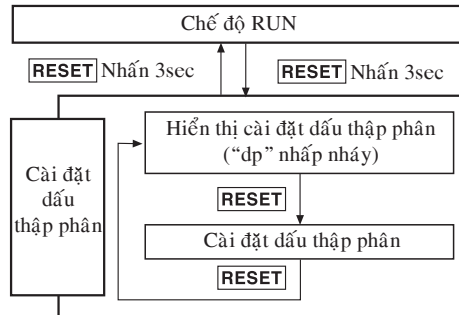 Chế độ RUN
RESET Nhấn 3sec
RESET Nhấn 3sec
Cài đặt
dấu
thập phân
Hiển thị cài đặt dấu thập phân
(“dp” nhấp nháy)
RESET
Cài đặt dấu thập phân
RESET